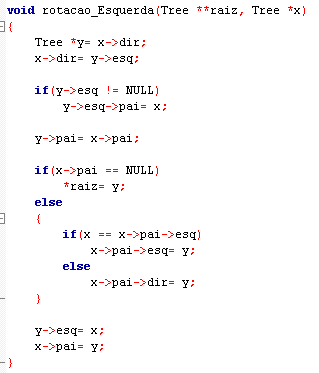 void rotacao_Esquerda(Tree **raiz, Tree *x)
{
    Tree *y= x->dir;
    x->dir= y->esq;

    if(y->esq != NULL)
        y->esq->pai= x;

    y->pai= x->pai;

    if(x->pai == NULL)
        *raiz= y;
    else
    {
        if(x == x->pai->esq)
            x->pai->esq= y;
        else
            x->pai->dir= y;
    }

    y->esq= x;
    x->pai= y;
}